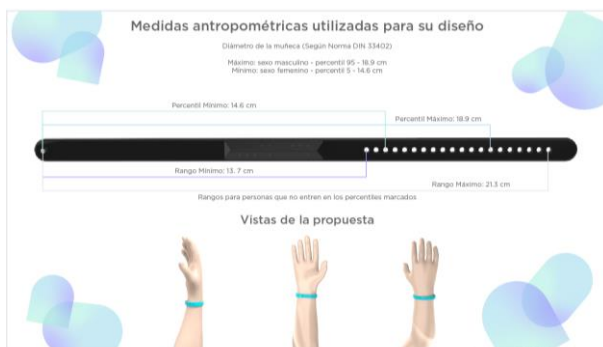 Medidas antropométricas utilizadas para su diseño
Diámetro de la muñeca (Según Norma DIN 33402)
Máximo: sexo masculino - percentil 95 - 18.9 cm
Mínimo: sexo femenino - percentil 5 - 14.6 cm
Percentil Mínimo: 14.6 cm
Percentil Máximo: 18.9 cm
Rango Mínimo: 13. 7 cm
Rango Máximo: 21.3 cm
Rangos para personas que no entren en los percentiles marcados
Vistas de la propuesta